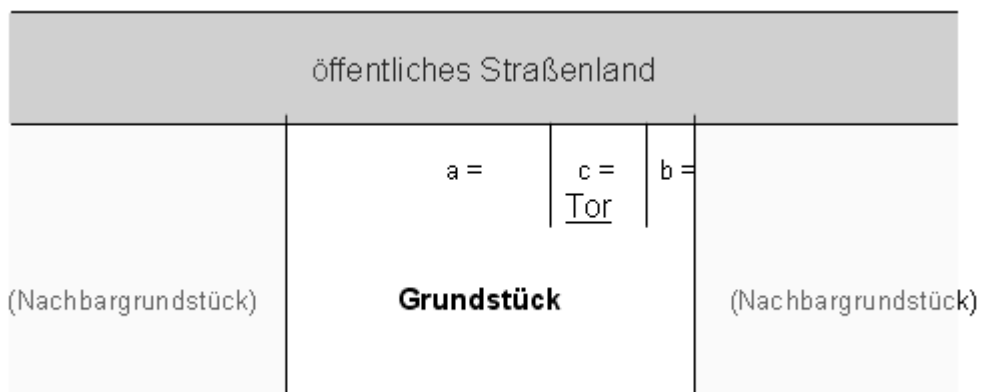 öffentliches Straßenland
a = c = b =
Tor
(Nachbargrundstück) Grundstück (Nachbargrundstück)